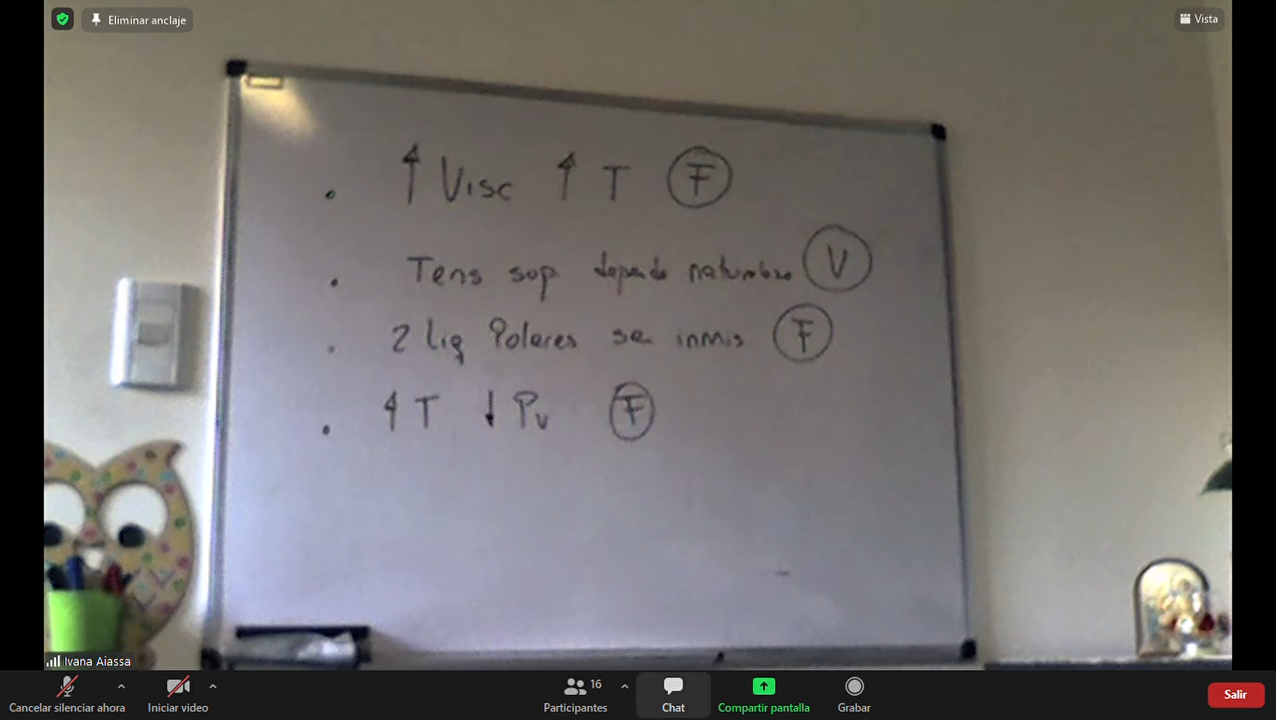 Eliminar anclaje
Vista
. ↑ Visc ↑ T F
. Tens sup depende naturaleza V
. 2 Liq Polares son inmis F
. ↑ T ↓ Pv F
Ivana Aiassa
Cancelar silenciar ahora
Iniciar video
16
Participantes
Chat
Compartir pantalla
Grabar
Salir